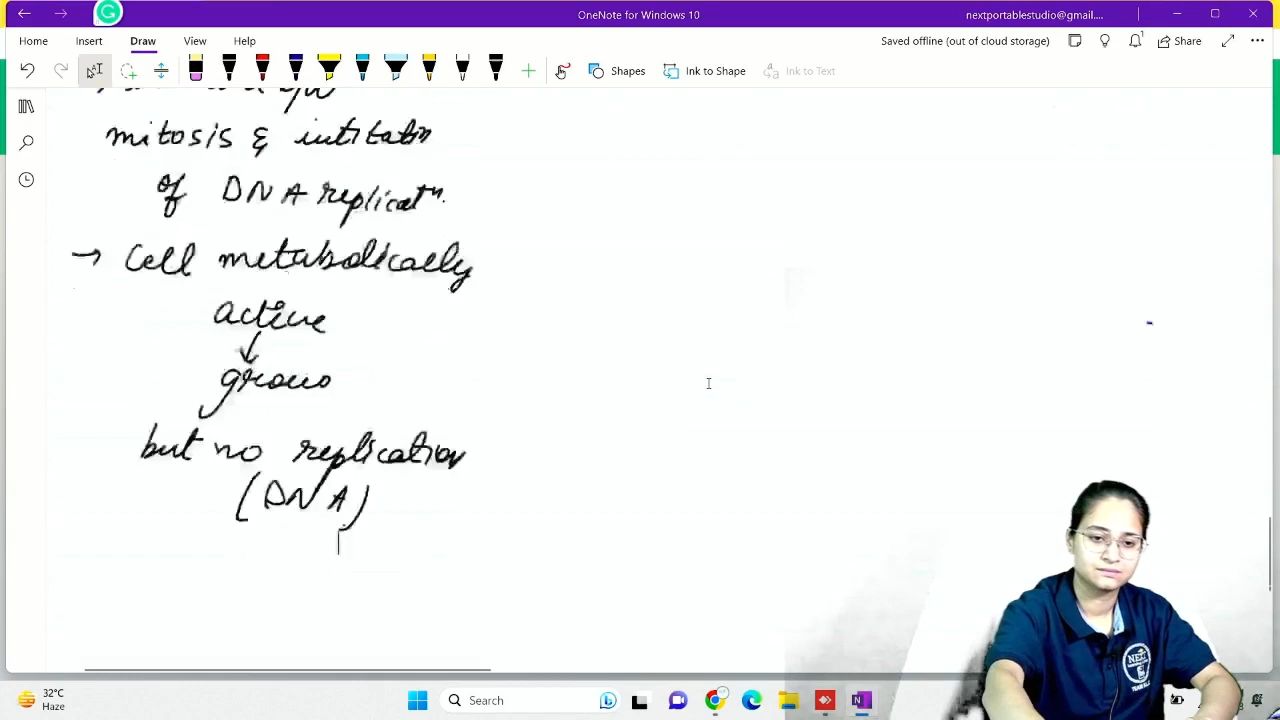 OneNote for Windows 10
nextportablestudio@gmail....
Home Insert Draw View Help
Saved offline (out of cloud storage)
Share
Shapes
Ink to Shape
Ink to Text
mitosis &
of DNA replicatn.
→ Cell metabolically
active
↓
grows
but no replication
(DNA)
32°C
Haze
Search